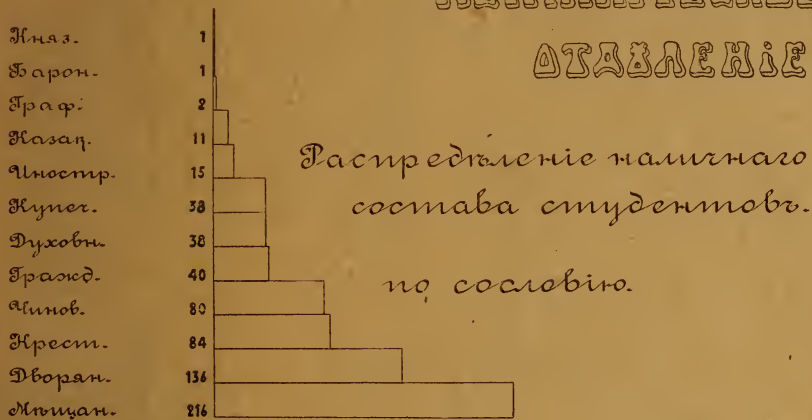 ОТДѢЛЕНІЕ
Распредѣленіе наличнаго
состава студентовъ.
по сословію.
Княз. 1
Барон. 1
Граф. 2
Казац. 11
Иностр. 15
Купеч. 38
Духовн. 38
Гражд. 40
Чинов. 80
Крест. 84
Дворян. 136
Мѣщан. 216